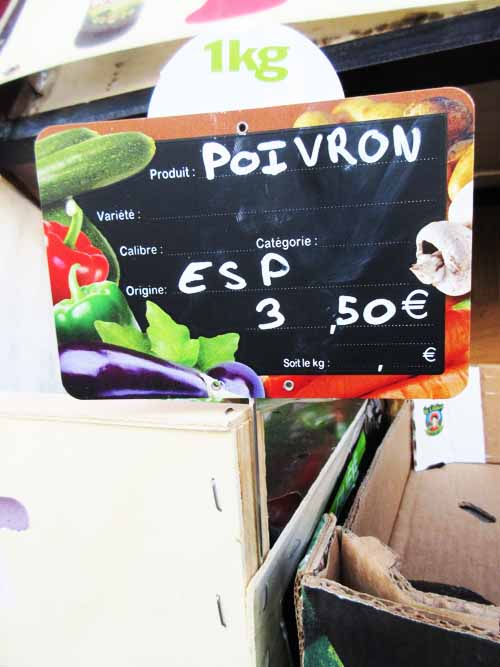 1kg
Produit : POIVRON
Variété :
Calibre : Catégorie :
Origine: ESP
3 ,50€
Soit le kg : , €